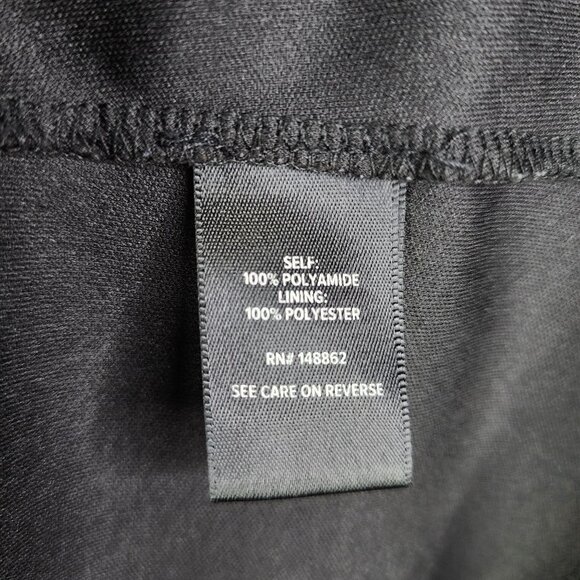 SELF:
100% POLYAMIDE
LINING:
100% POLYESTER
RN# 148862
SEE CARE ON REVERSE